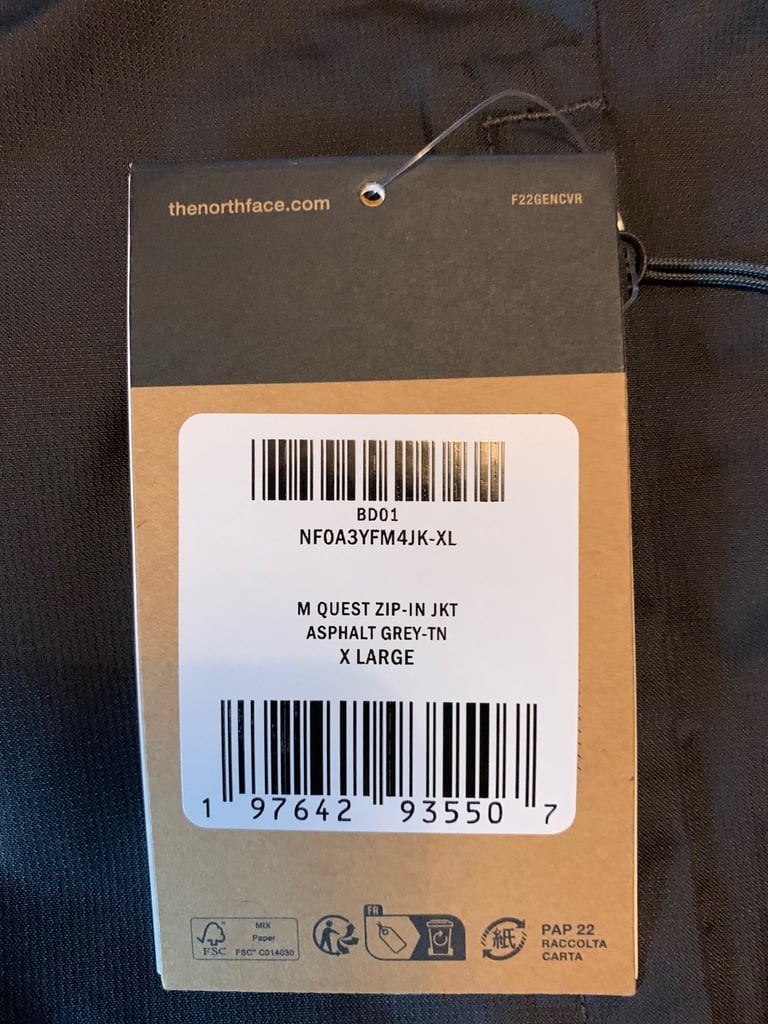 thenorthface.com
F22GENCVR
BD01
NF0A3YFM4JK-XL
M QUEST ZIP-IN JKT
ASPHALT GREY-TN
X LARGE
1 97642 93550 7
FR
MIX
Paper
FSC™ FSC® C014030
紙
PAP 22
RACCOLTA
CARTA